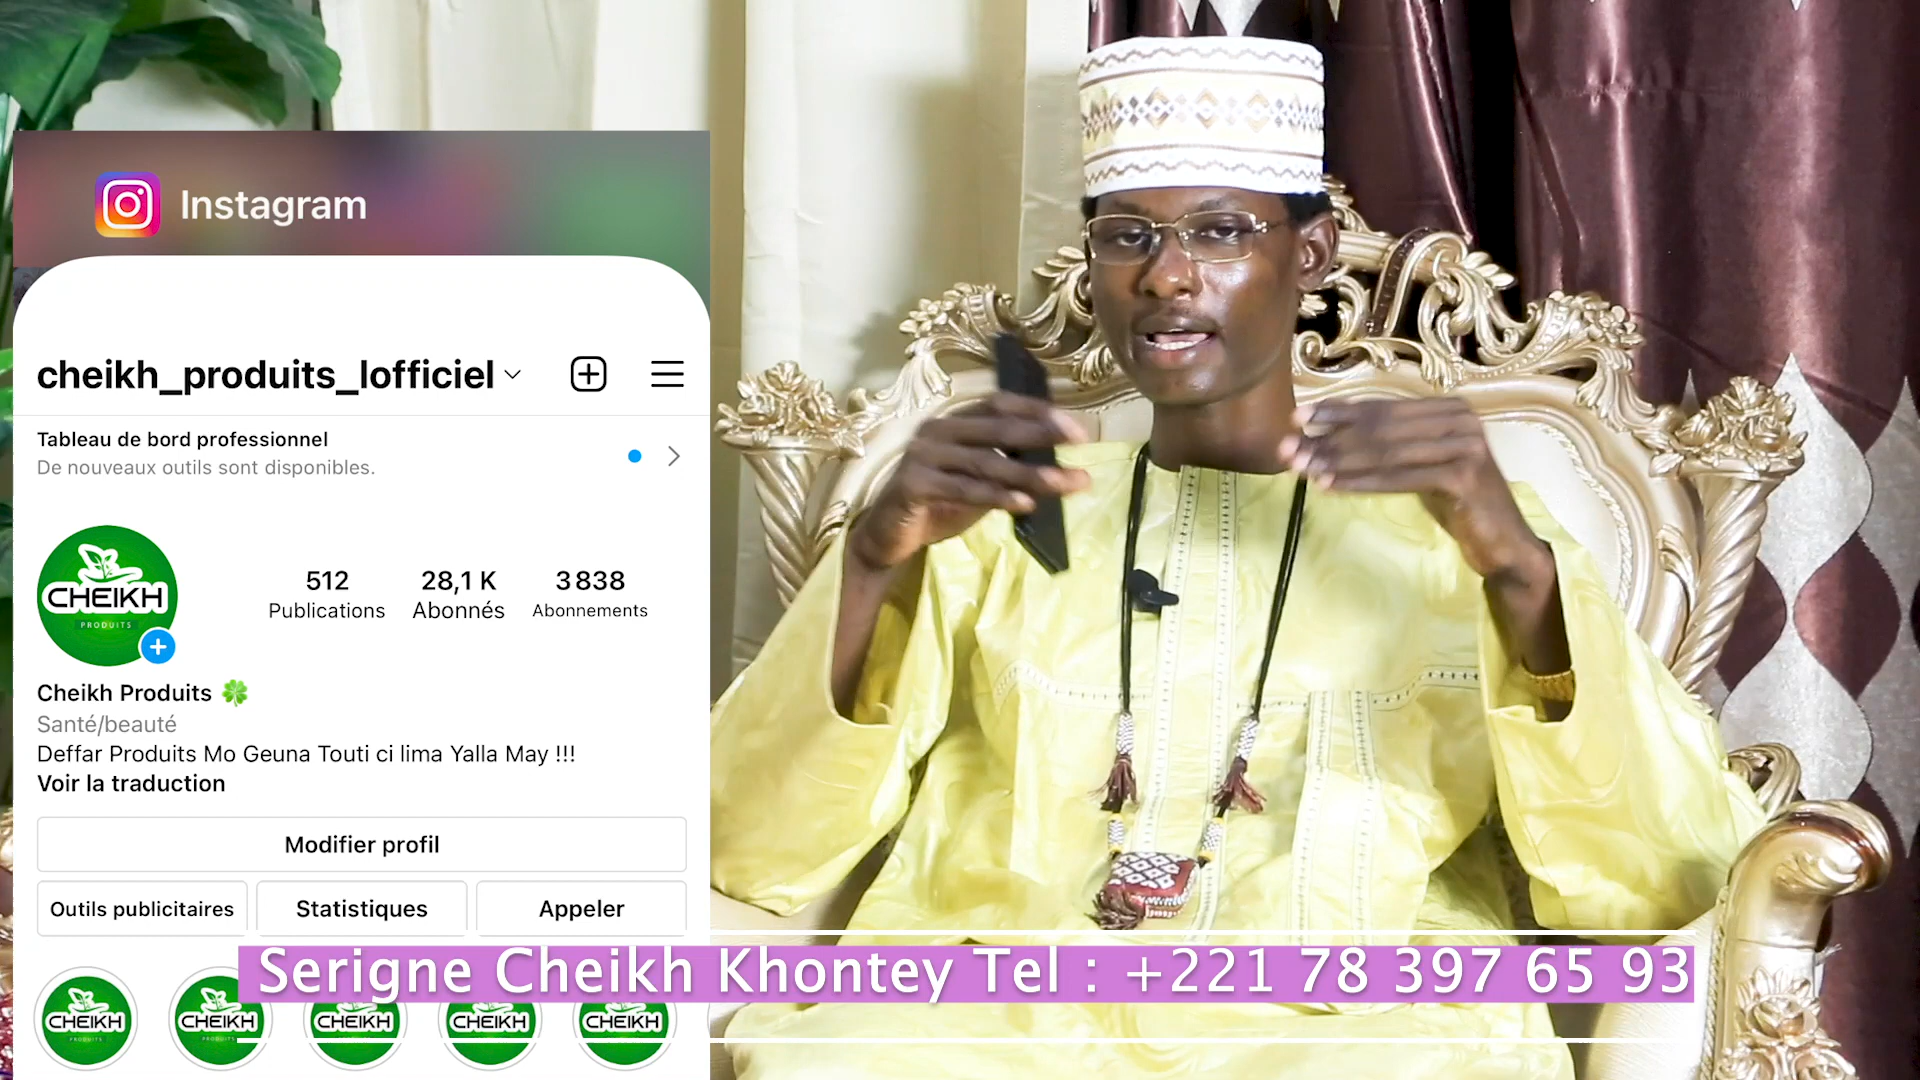 Instagram
cheikh_produits_lofficiel
Tableau de bord professionnel
De nouveaux outils sont disponibles.
CHEIKH
PRODUITS
512
Publications
28,1 K
Abonnés
3 838
Abonnements
Cheikh Produits
Santé/beauté
Deffar Produits Mo Geuna Touti ci lima Yalla May !!!
Voir la traduction
Modifier profil
Outils publicitaires
Statistiques
Appeler
Serigne Cheikh Khontey Tel : +221 78 397 65 93
CHEIKH
PRODUITS
CHEIKH
PRODUITS
CHEIKH
CHEIKH
CHEIKH